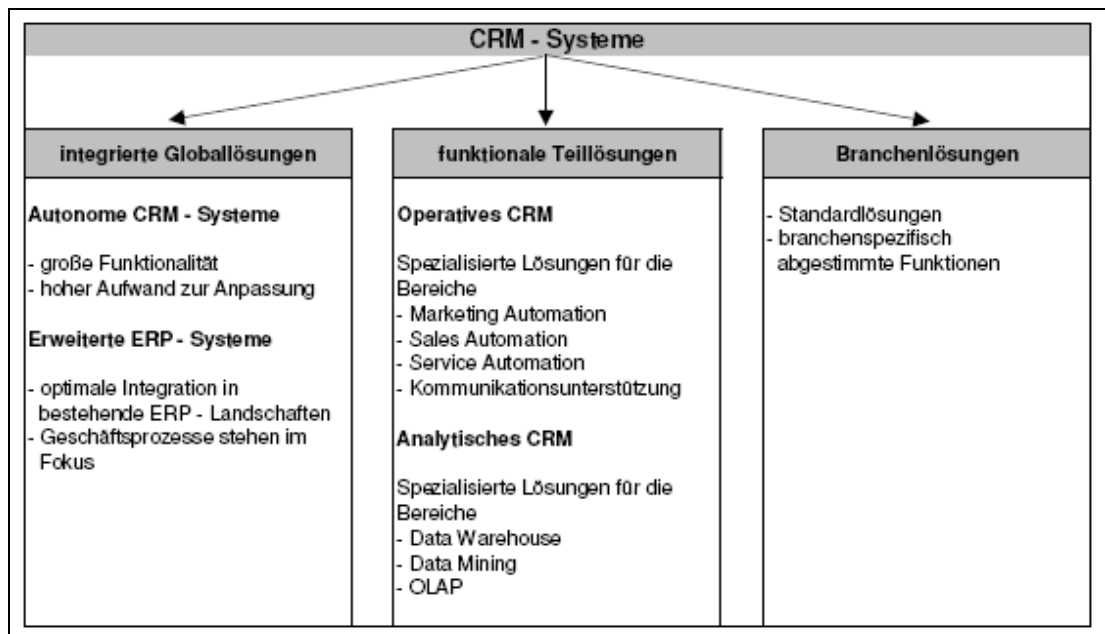 CRM - Systeme
integrierte Globallösungen
Autonome CRM - Systeme
- große Funktionalität
- hoher Aufwand zur Anpassung
Erweiterte ERP - Systeme
- optimale Integration in
bestehende ERP - Landschaften
- Geschäftsprozesse stehen im
Fokus
funktionale Teillösungen
Operatives CRM
Spezialisierte Lösungen für die
Bereiche
- Marketing Automation
- Sales Automation
- Service Automation
- Kommunikationsunterstützung
Analytisches CRM
Spezialisierte Lösungen für die
Bereiche
- Data Warehouse
- Data Mining
- OLAP
Branchenlösungen
- Standardlösungen
- branchenspezifisch
abgestimmte Funktionen